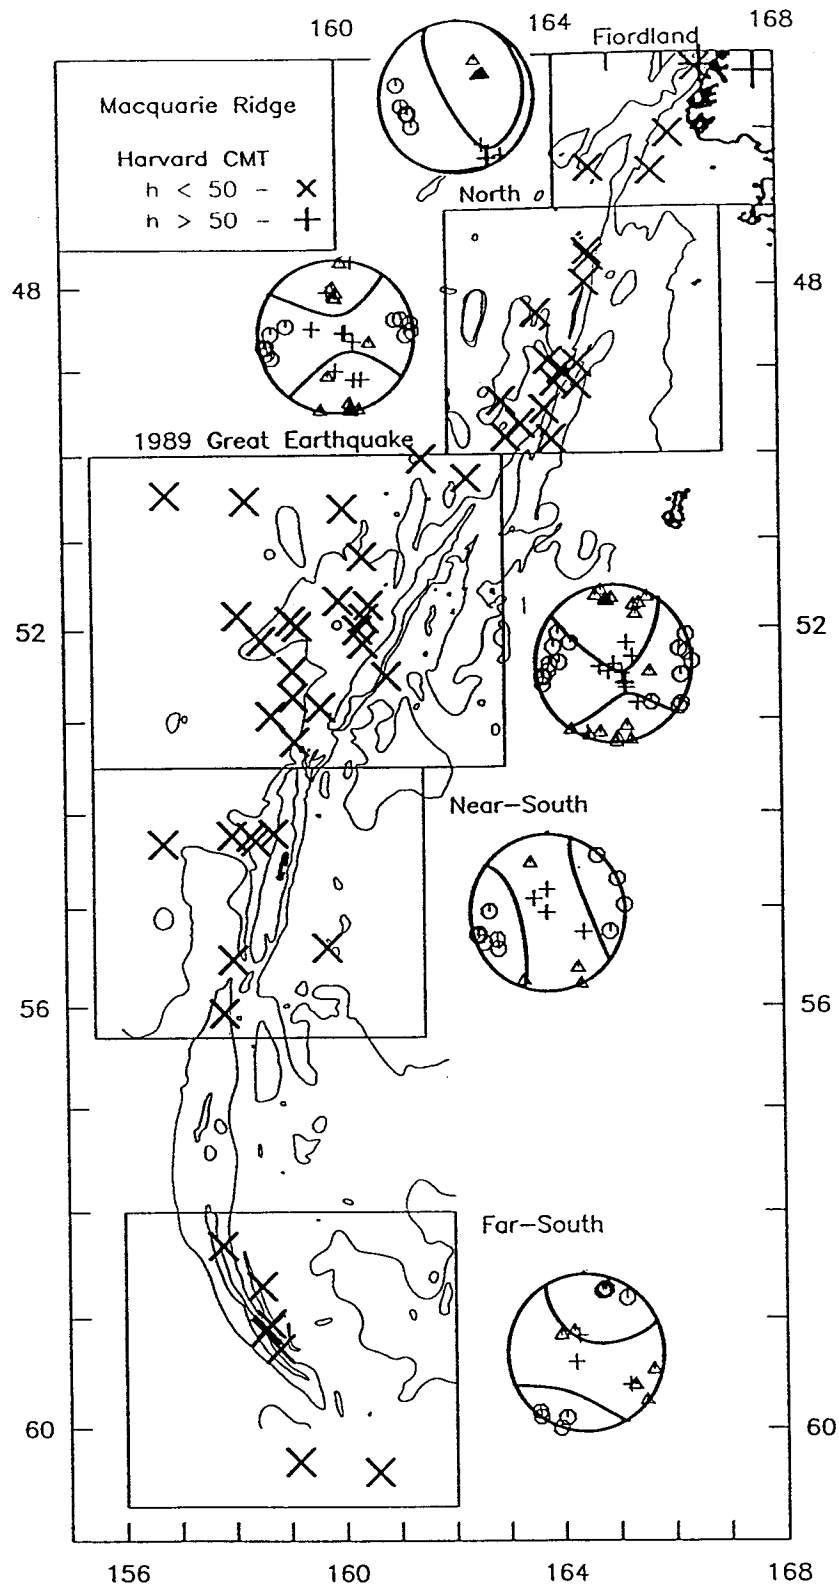 160
164
168
Fiordland
Macquarie Ridge
Harvard CMT
h < 50 - ×
h > 50 - +
North
48
48
1989 Great Earthquake
52
52
Near-South
56
56
Far-South
60
60
156
160
164
168